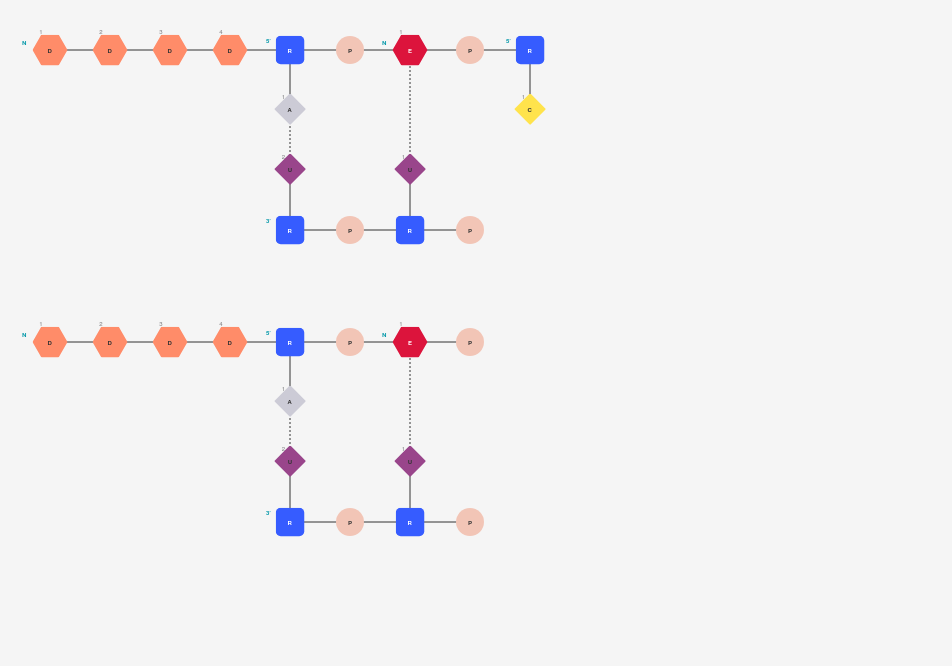 1 2 3 4 1
N D D D D 5' R P N E P 5' R
1 A 1 C
2 U 1 U
3' R P R P
1 2 3 4 1
N D D D D 5' R P N E P
1 A
2 U 1 U
3' R P R P